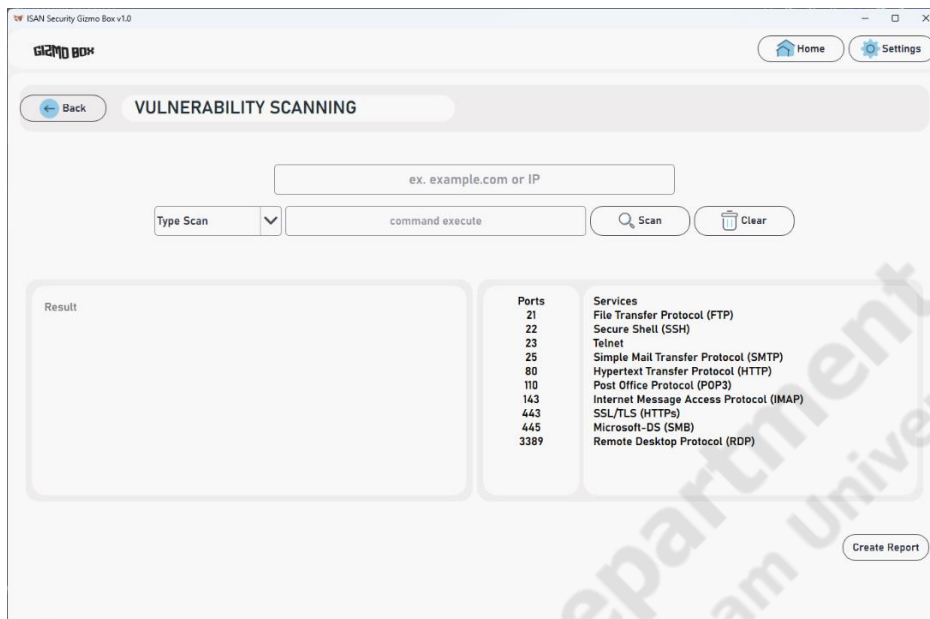 ISAN Security Gizmo Box v1.0
GIZMO BOX
Home
Settings
Back
VULNERABILITY SCANNING
ex. example.com or IP
Type Scan
command execute
Scan
Clear
Result
Ports Services
21 File Transfer Protocol (FTP)
22 Secure Shell (SSH)
23 Telnet
25 Simple Mail Transfer Protocol (SMTP)
80 Hypertext Transfer Protocol (HTTP)
110 Post Office Protocol (POP3)
143 Internet Message Access Protocol (IMAP)
443 SSL/TLS (HTTPs)
445 Microsoft-DS (SMB)
3389 Remote Desktop Protocol (RDP)
Create Report